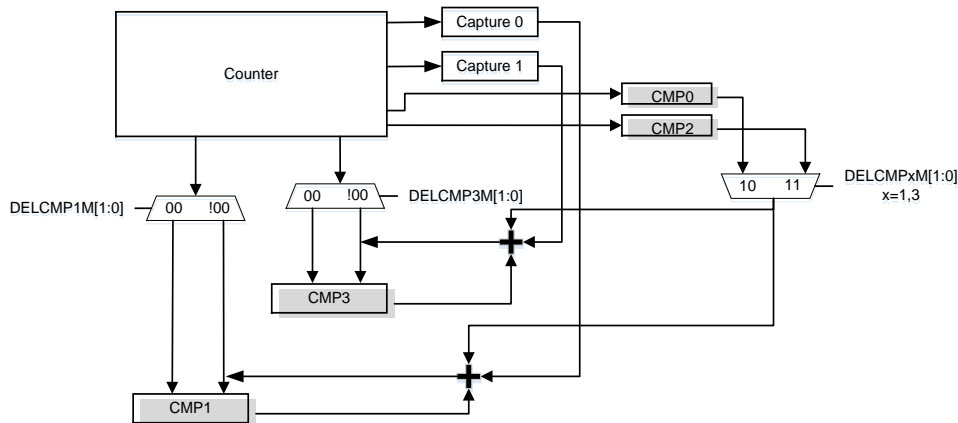 Capture 0
Counter
Capture 1
CMP0
CMP2
DELCMP1M[1:0]
00 !00
00 !00
DELCMP3M[1:0]
10 11
DELCMPxM[1:0]
x=1,3
CMP3
CMP1